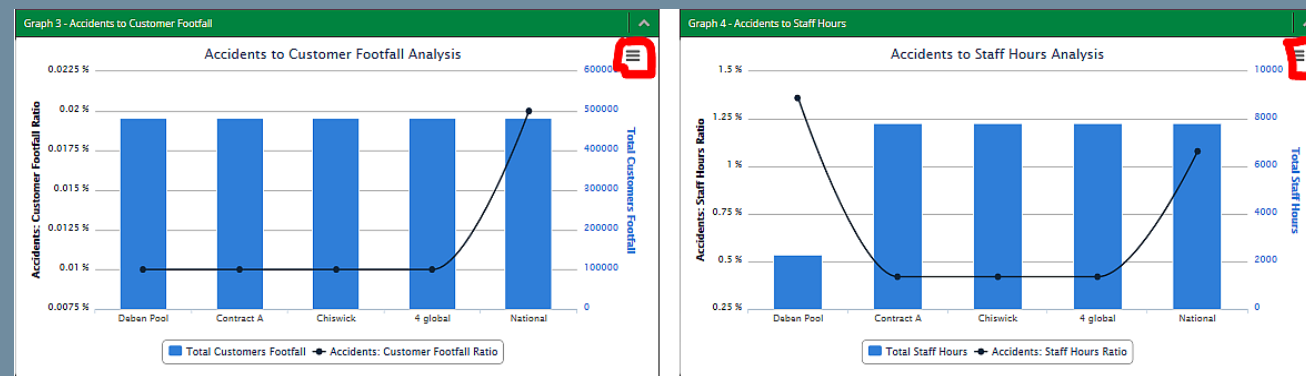 Graph 3 - Accidents to Customer Footfall
Accidents to Customer Footfall Analysis
0.0225 %
0.02 %
0.0175 %
0.015 %
0.0125 %
0.01 %
0.0075 %
Accidents: Customer Footfall Ratio
60000
500000
400000
300000
200000
100000
0
Total Customers Footfall
Deben Pool Contract A Chiswick 4 global National
Total Customers Footfall Accidents: Customer Footfall Ratio
Graph 4 - Accidents to Staff Hours
Accidents to Staff Hours Analysis
1.5 %
1.25 %
1 %
0.75 %
0.5 %
0.25 %
Accidents: Staff Hours Ratio
10000
8000
6000
4000
2000
0
Total Staff Hours
Deben Pool Contract A Chiswick 4 global National
Total Staff Hours Accidents: Staff Hours Ratio